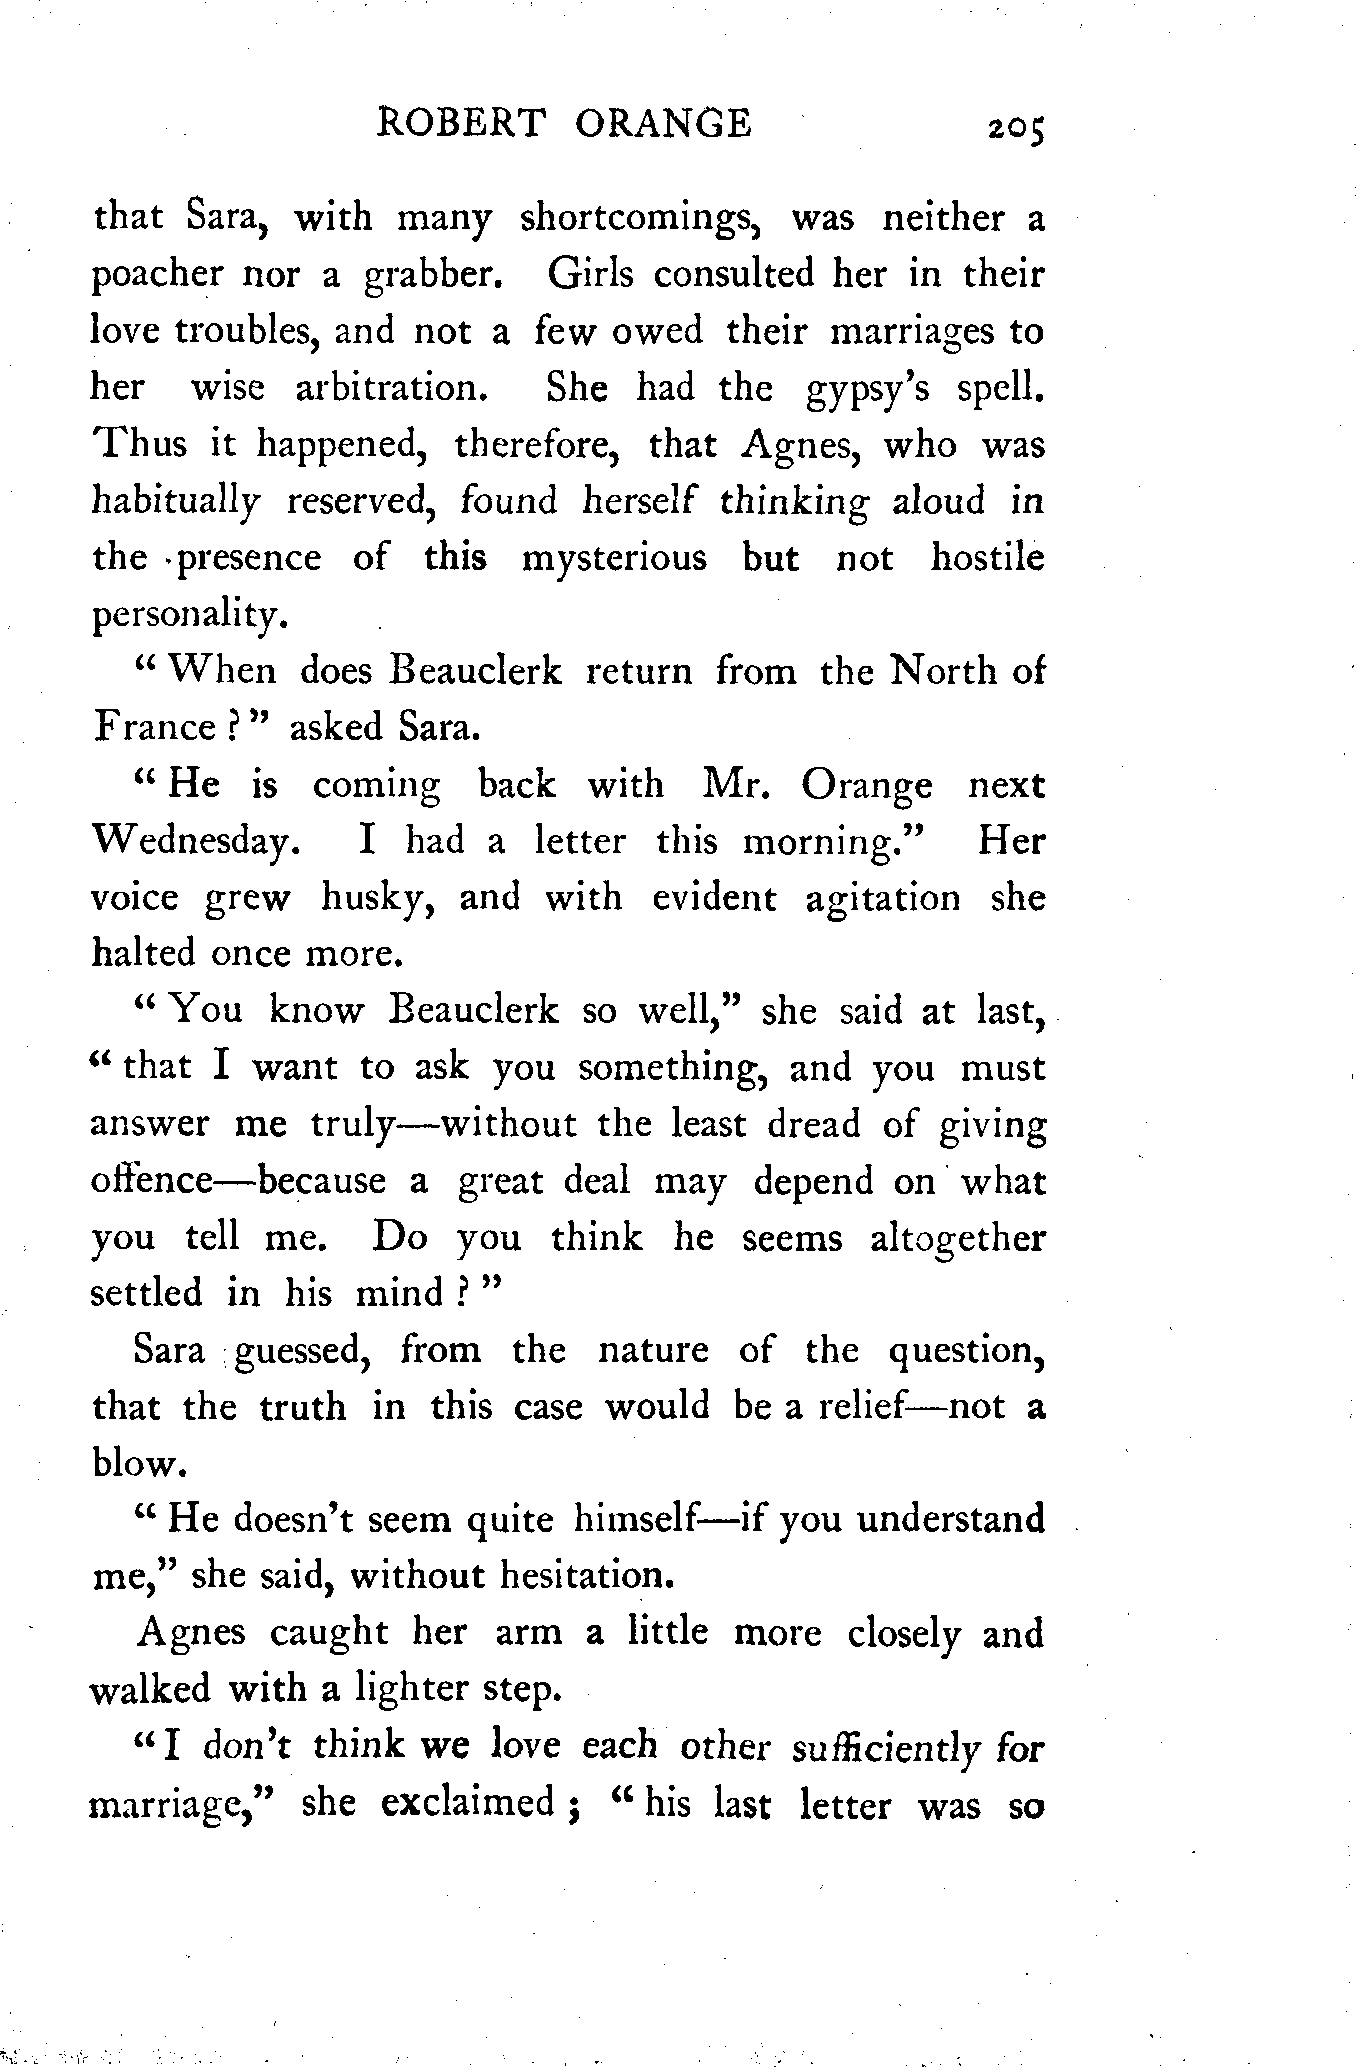 ROBERT ORANGE 205
that Sara, with many shortcomings, was neither a
poacher nor a grabber. Girls consulted her in their
love troubles, and not a few owed their marriages to
her wise arbitration. She had the gypsy's spell.
Thus it happened, therefore, that Agnes, who was
habitually reserved, found herself thinking aloud in
the presence of this mysterious but not hostile
personality.
“ When does Beauclerk return from the North of
France ? ” asked Sara.
“ He is coming back with Mr. Orange next
Wednesday. I had a letter this morning.” Her
voice grew husky, and with evident agitation she
halted once more.
“ You know Beauclerk so well,” she said at last,
“ that I want to ask you something, and you must
answer me truly—without the least dread of giving
offence—because a great deal may depend on what
you tell me. Do you think he seems altogether
settled in his mind ? ”
Sara guessed, from the nature of the question,
that the truth in this case would be a relief—not a
blow.
“ He doesn't seem quite himself—if you understand
me,” she said, without hesitation.
Agnes caught her arm a little more closely and
walked with a lighter step.
“ I don't think we love each other sufficiently for
marriage,” she exclaimed ; “ his last letter was so